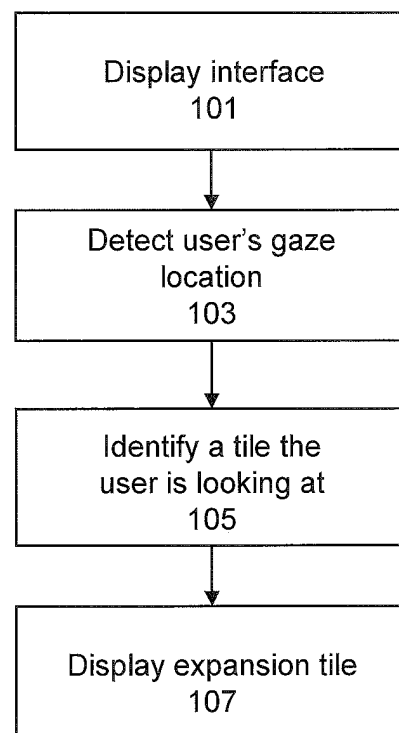 Display interface
101
Detect user's gaze
location
103
Identify a tile the
user is looking at
105
Display expansion tile
107